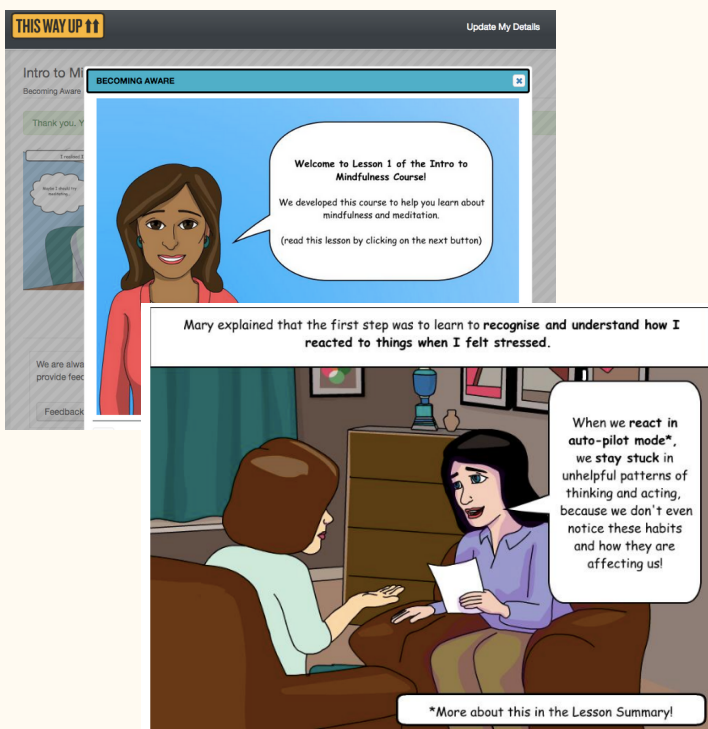 THIS WAY UP
Update My Details
Intro to Mi
Becoming Aware
BECOMING AWARE
Thank you. Y
Maybe I should try
meditating...
Welcome to Lesson 1 of the Intro to
Mindfulness Course!
We developed this course to help you learn about
mindfulness and meditation.
(read this lesson by clicking on the next button)
We are alwa
provide feed
Feedback
Mary explained that the first step was to learn to recognise and understand how I
reacted to things when I felt stressed.
When we react in
auto-pilot mode*,
we stay stuck in
unhelpful patterns of
thinking and acting,
because we don't even
notice these habits
and how they are
affecting us!
*More about this in the Lesson Summary!